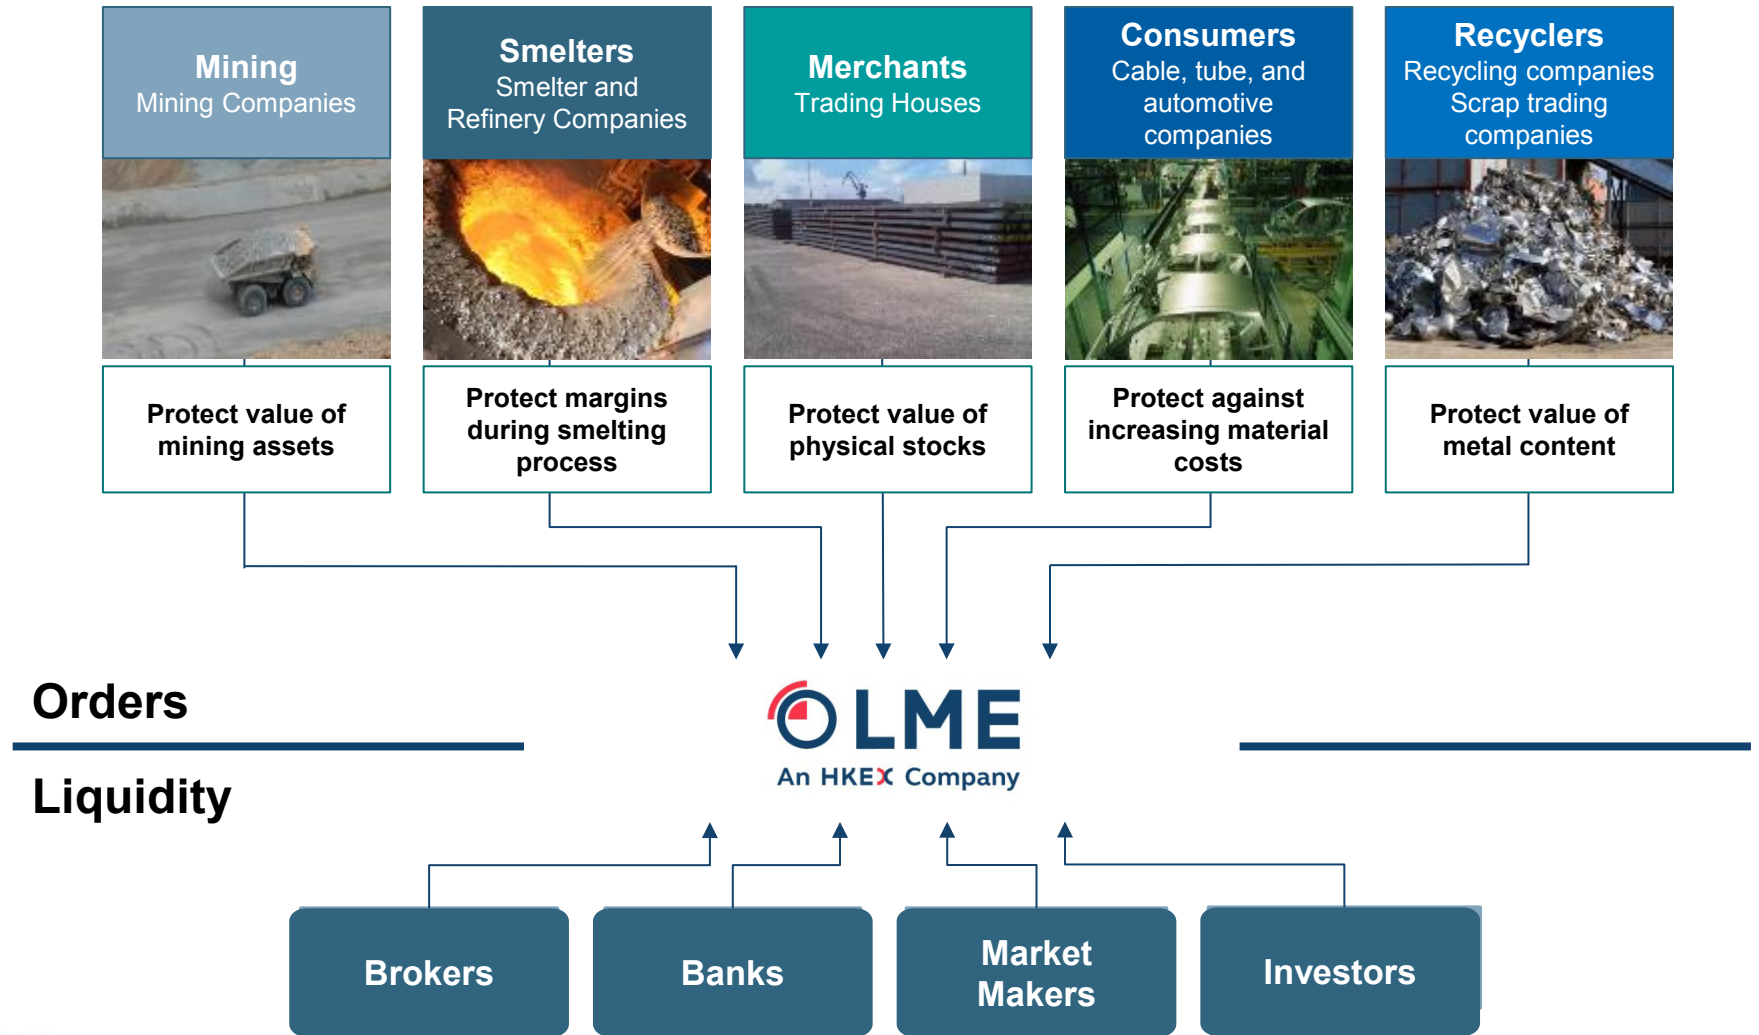 Mining
Mining Companies
Smelters
Smelter and
Refinery Companies
Merchants
Trading Houses
Consumers
Cable, tube, and
automotive
companies
Recyclers
Recycling companies
Scrap trading
companies
Protect value of
mining assets
Protect margins
during smelting
process
Protect value of
physical stocks
Protect against
increasing material
costs
Protect value of
metal content
Orders
Liquidity
LME
An HKEX Company
Brokers
Banks
Market
Makers
Investors